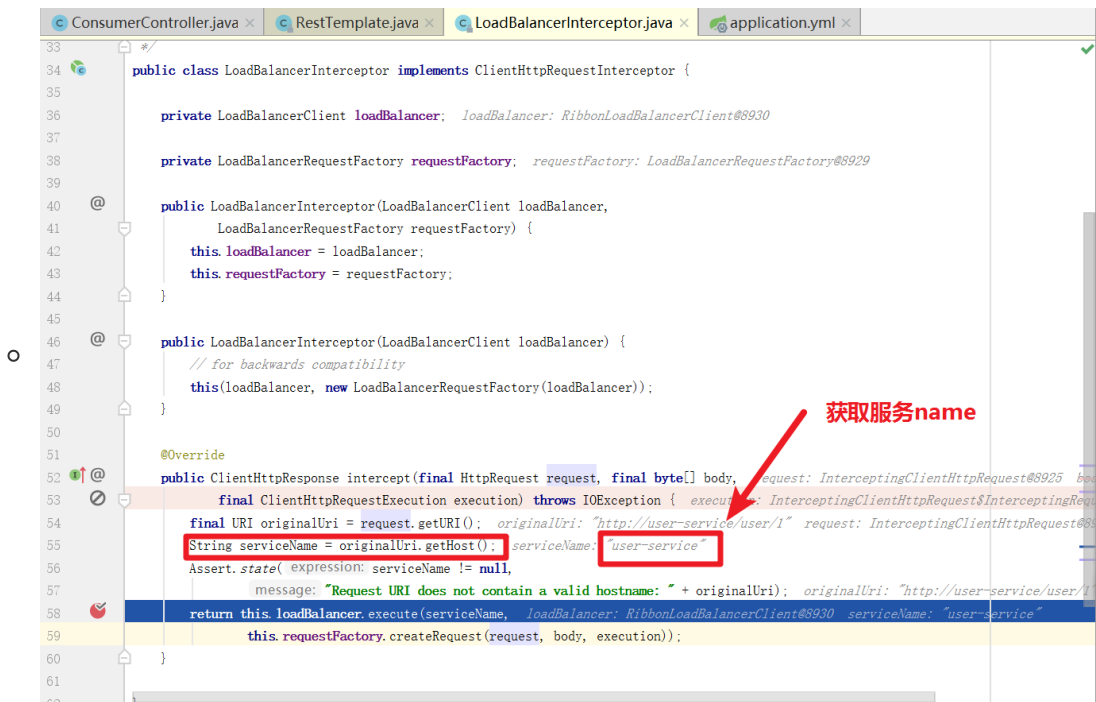 ConsumerController.java RestTemplate.java LoadBalancerInterceptor.java application.yml
33 */
34 public class LoadBalancerInterceptor implements ClientHttpRequestInterceptor {
35
36 private LoadBalancerClient loadBalancer; loadBalancer: RibbonLoadBalancerClient@8930
37
38 private LoadBalancerRequestFactory requestFactory; requestFactory: LoadBalancerRequestFactory@8929
39
40 @ public LoadBalancerInterceptor(LoadBalancerClient loadBalancer,
41 LoadBalancerRequestFactory requestFactory) {
42 this.loadBalancer = loadBalancer;
43 this.requestFactory = requestFactory;
44 }
45
46 @ public LoadBalancerInterceptor(LoadBalancerClient loadBalancer) {
47 // for backwards compatibility
48 this(loadBalancer, new LoadBalancerRequestFactory(loadBalancer));
49 }
获取服务name
50
51 @Override
52 @ public ClientHttpResponse intercept(final HttpRequest request, final byte[] body, request: InterceptingClientHttpRequest@8925
53 final ClientHttpRequestExecution execution) throws IOException {
54 final URI originalUri = request.getURI(); originalUri: "http://user-service/user/1" request: InterceptingClientHttpRequest@89
55 String serviceName = originalUri.getHost(); serviceName: "user-service"
56 Assert.state( expression: serviceName != null,
57 message: "Request URI does not contain a valid hostname: " + originalUri); originalUri: "http://user-service/user/1
58 return this.loadBalancer.execute(serviceName, loadBalancer: RibbonLoadBalancerClient@8930 serviceName: "user-service"
59 this.requestFactory.createRequest(request, body, execution));
60 }
61